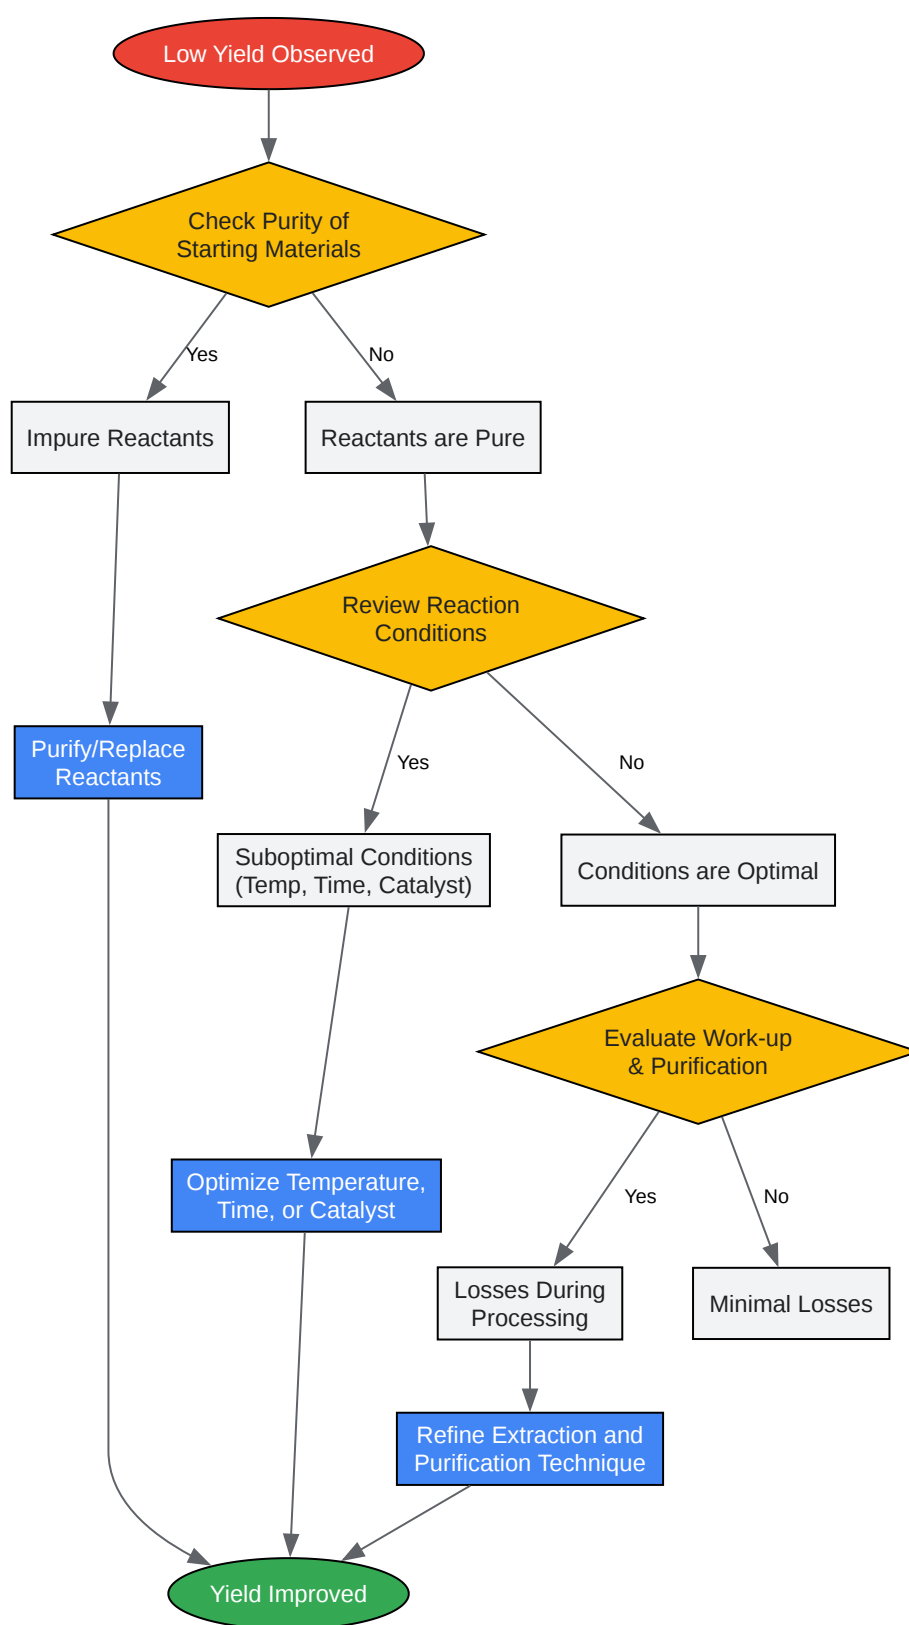 Low Yield Observed
Check Purity of
Starting Materials
Yes
No
Impure Reactants
Reactants are Pure
Review Reaction
Conditions
Purify/Replace
Reactants
Yes
No
Suboptimal Conditions
(Temp, Time, Catalyst)
Conditions are Optimal
Evaluate Work-up
& Purification
Optimize Temperature,
Time, or Catalyst
Yes
No
Losses During
Processing
Minimal Losses
Refine Extraction and
Purification Technique
Yield Improved